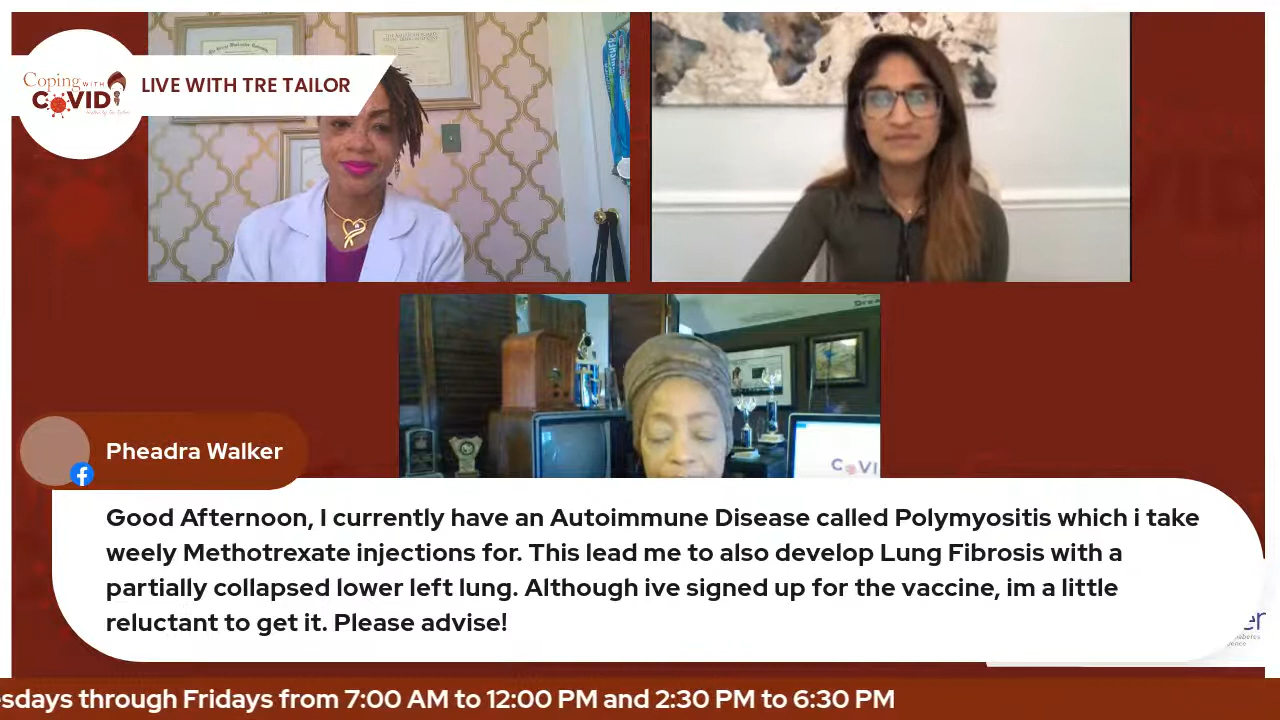 Coping WITH
COVID
LIVE WITH TRE TAILOR
COVI
Pheadra Walker
Good Afternoon, I currently have an Autoimmune Disease called Polymyositis which i take
weely Methotrexate injections for. This lead me to also develop Lung Fibrosis with a
partially collapsed lower left lung. Although ive signed up for the vaccine, im a little
reluctant to get it. Please advise!
er
esdays through Fridays from 7:00 AM to 12:00 PM and 2:30 PM to 6:30 PM